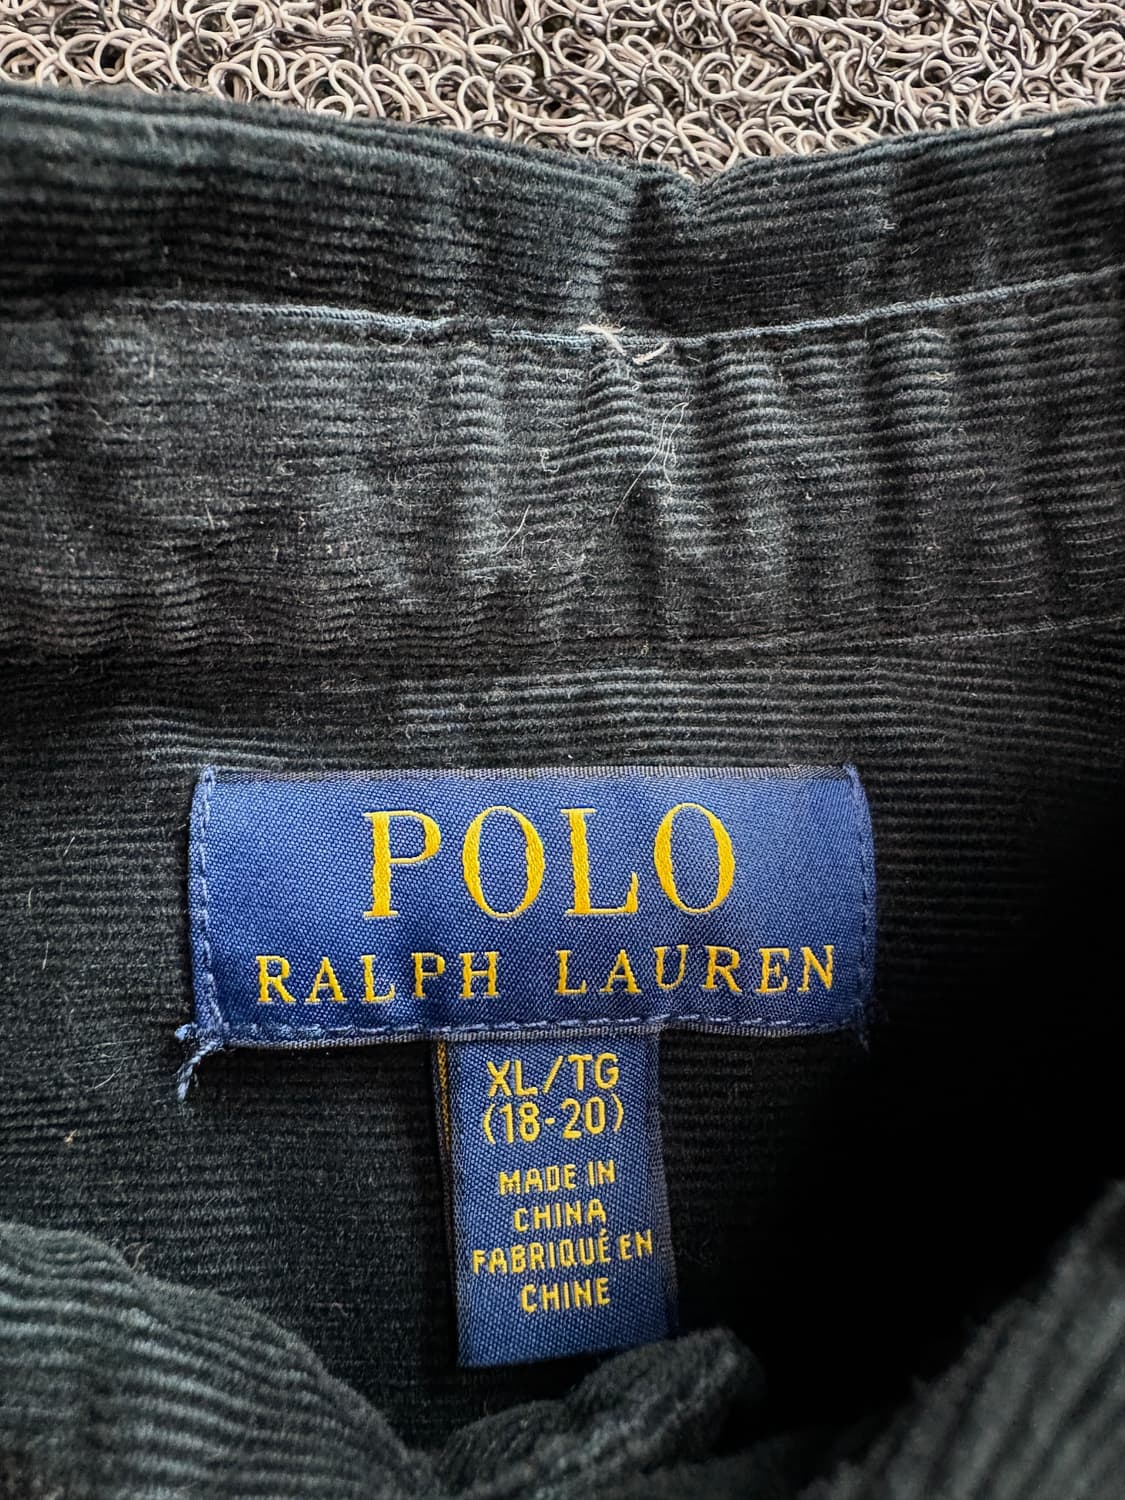 POLO
RALPH LAUREN
XL/TG
(18-20)
MADE IN
CHINA
FABRIQUÉ EN
CHINE